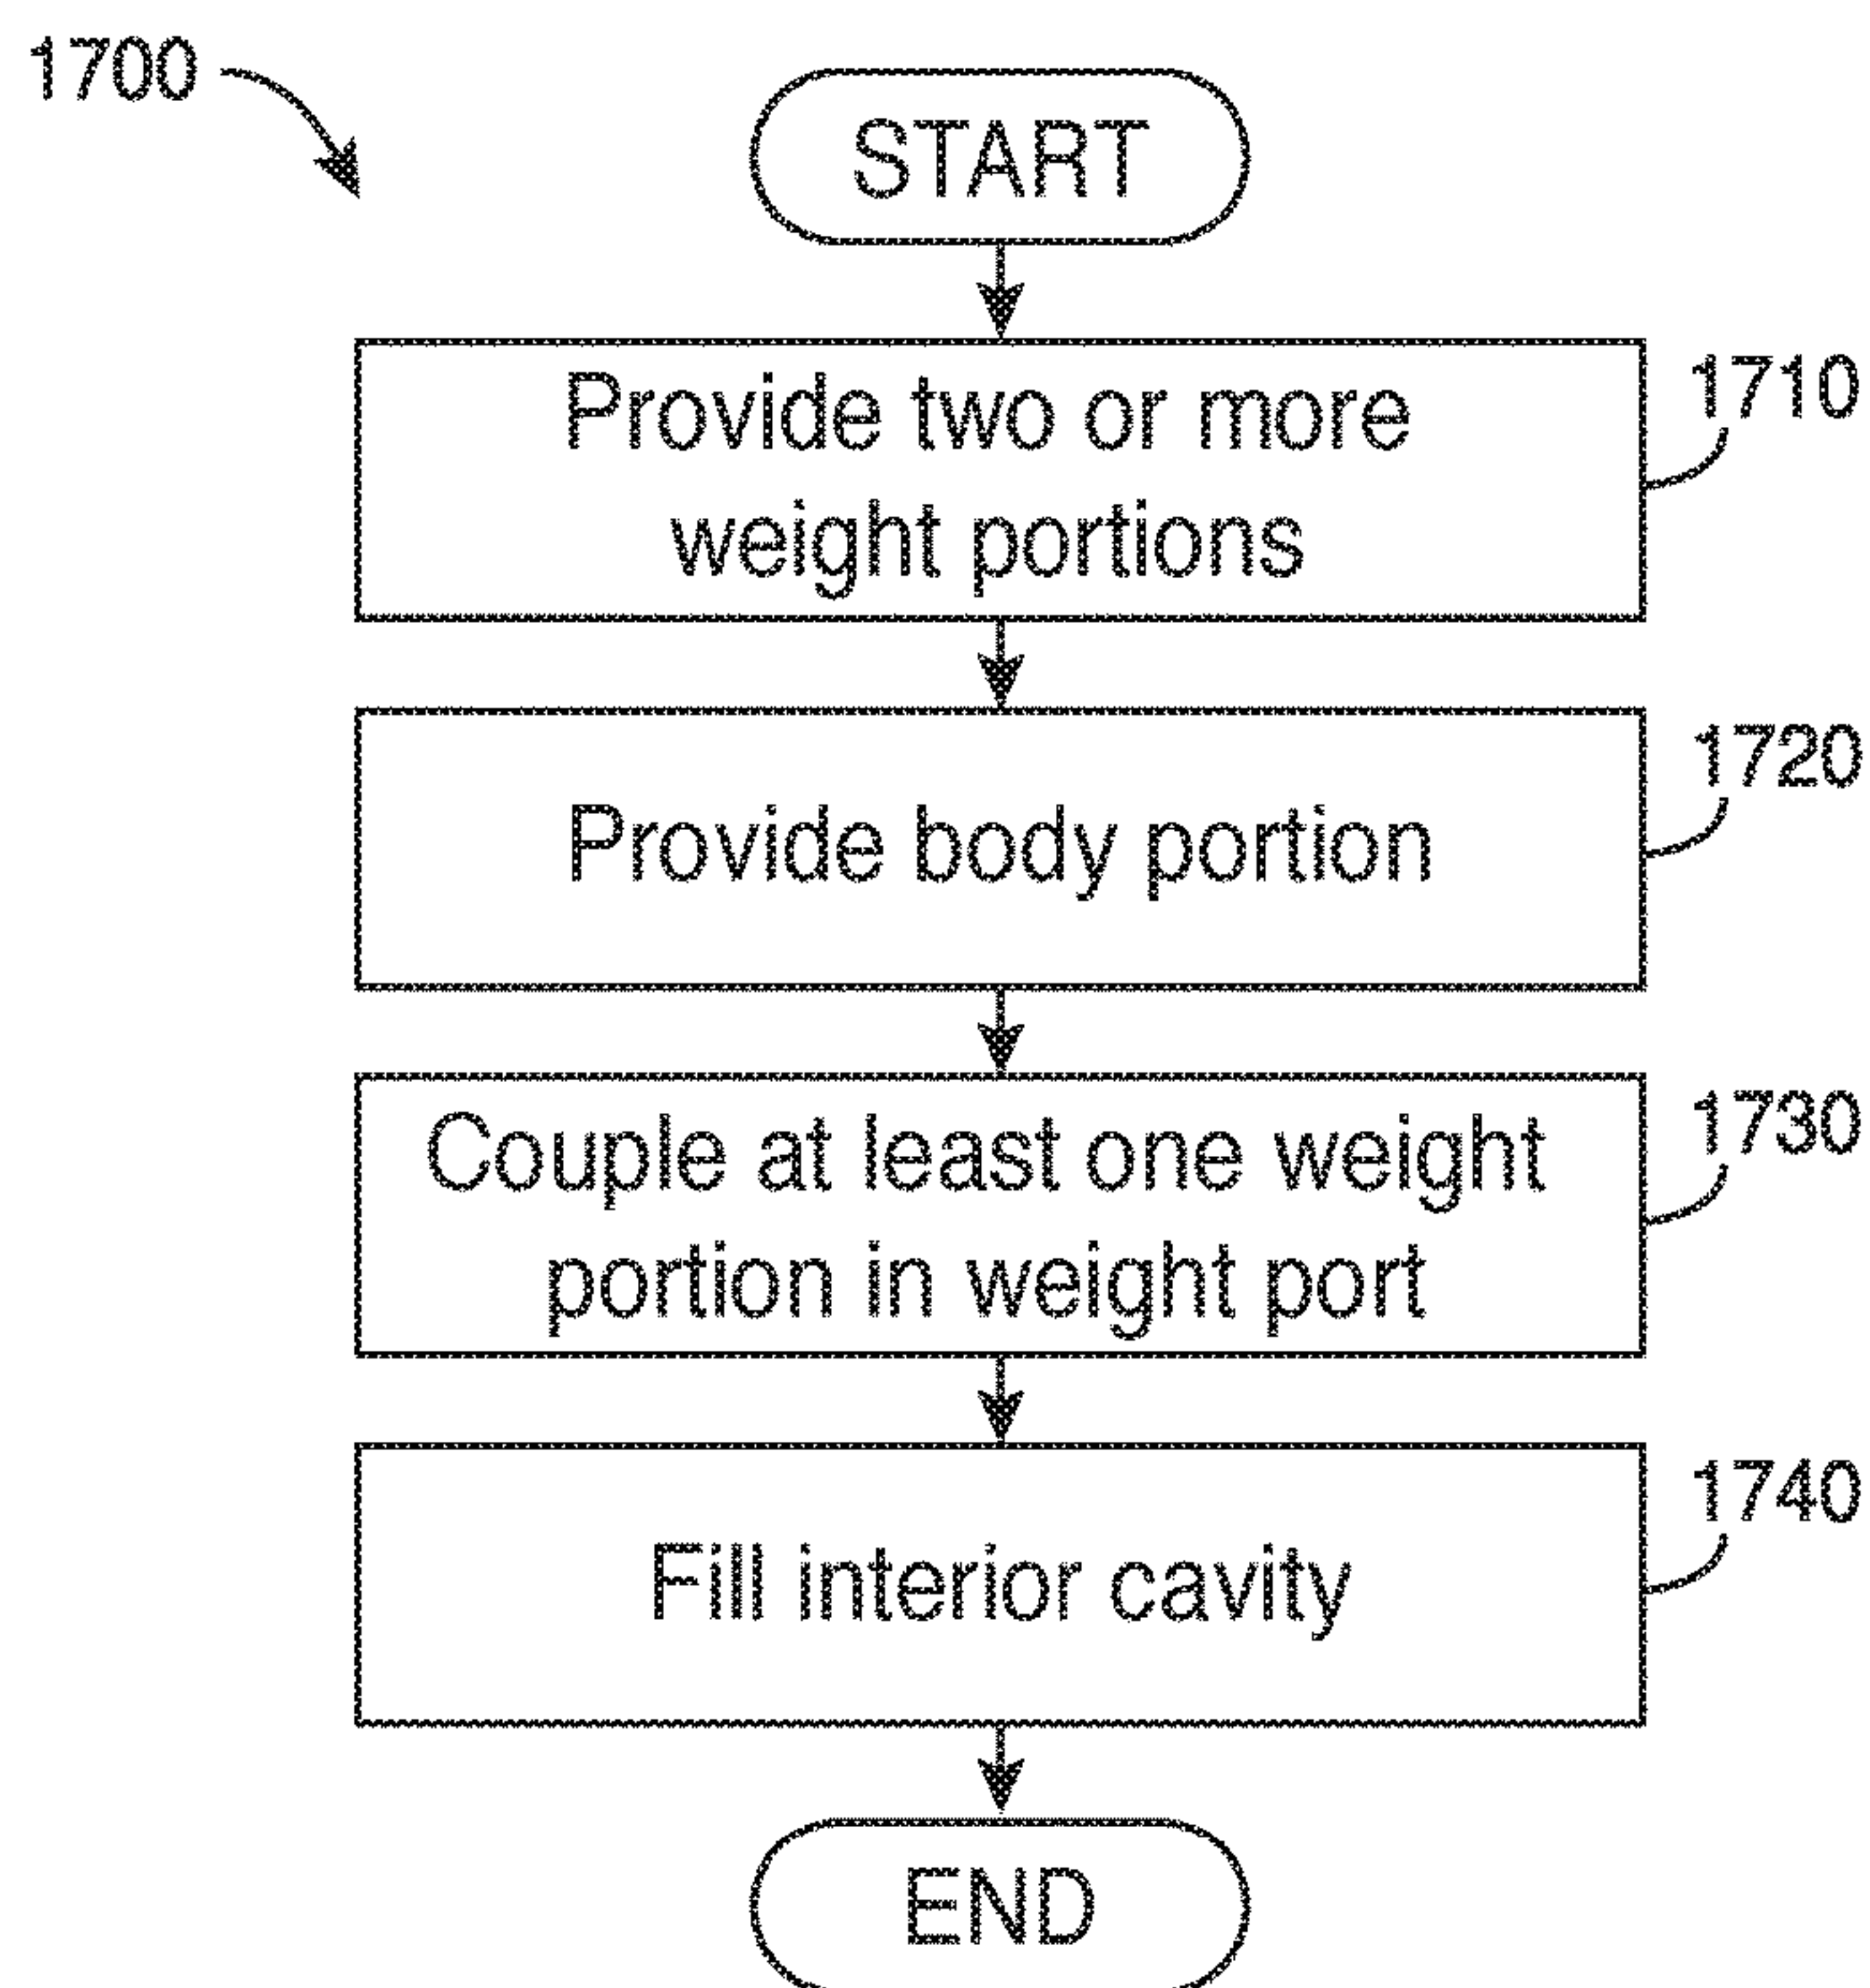 1700
START
Provide two or more
weight portions
1710
Provide body portion
1720
Couple at least one weight
portion in weight port
1730
Fill interior cavity
1740
END